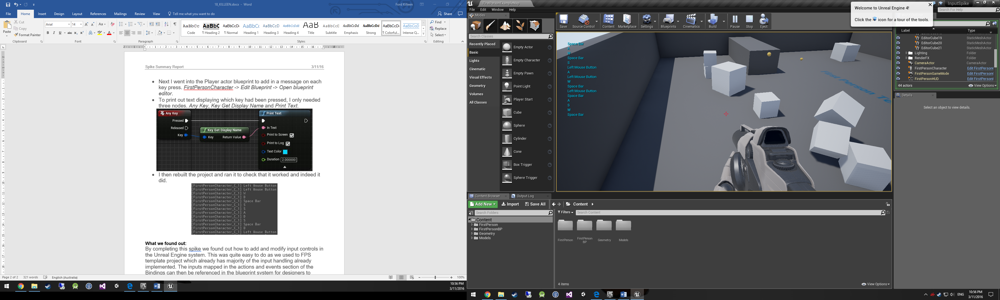 18_KILLEEN.docx - Word
Ford Killeen
File Home Insert Design Layout References Mailings Review View Tell me what you want to do
Share
Paste
Cut
Copy
Format Painter
Arial 14
AaBbCc AaBbC AaBbCcDc AaBbC AaBbCcD AaBbCcDdE AaB AaBbCcD AaBbCcDd AaBbCcDd AaBbCcDı AaBbCcDd
Code ¶ Heading 2 ¶ Normal Heading 1 Heading 3 Heading 4 Title Subtitle Emphasis Strong ¶ Colorful... Intense Q...
Find
Replace
Select
Clipboard Font Paragraph Styles Editing
Spike Summary Report 3/11/16
• Next I went into the Player actor blueprint to add in a message on each
key press. FirstPersonCharacter -> Edit Blueprint -> Open blueprint
editor.
• To print out text displaying which key had been pressed, I only needed
three nodes. Any Key, Key Get Display Name and Print Text.
Any Key
Pressed
Released
Key
Key Get Display Name
Key Return Value
Print Text
In Text
Print to Screen
Print to Log
Text Color
Duration 2.000000
• I then rebuilt the project and ran it to check that it worked and indeed it
did.
[FirstPersonCharacter_C_1] Left Mouse Button
[FirstPersonCharacter_C_1] Left Mouse Button
[FirstPersonCharacter_C_1] W
[FirstPersonCharacter_C_1] D
[FirstPersonCharacter_C_1] Space Bar
[FirstPersonCharacter_C_1] S
[FirstPersonCharacter_C_1] S
[FirstPersonCharacter_C_1] A
[FirstPersonCharacter_C_1] D
[FirstPersonCharacter_C_1] S
[FirstPersonCharacter_C_1] Space Bar
[FirstPersonCharacter_C_1] D
[FirstPersonCharacter_C_1] Left Mouse Button
What we found out:
By completing this spike we found out how to add and modify input controls in
the Unreal Engine system. This was quite easy to do as we used to FPS
template project which already has majority of the input handling already
implemented. The inputs mapped in the actions and events section of the
Bindings can then be referenced in the blueprint system for designers to
Page 2 of 2 321 words English (Australia)
100%
10:56 PM
3/11/2016
FirstPersonExampleMap
InputSpike
File Edit Window Help
Search For Help
Welcome to Unreal Engine 4!
Click the icon for a tour of the tools.
Modes
Search Classes
Recently Placed
Basic
Lights
Cinematic
Visual Effects
Geometry
Volumes
All Classes
Empty Actor
Empty Character
Empty Pawn
Point Light
Player Start
Cube
Sphere
Cylinder
Cone
Box Trigger
Sphere Trigger
Save Source Control Content Marketplace Settings Blueprints Cinematics Build Pause Stop Eject
Space Bar
A
W
Space Bar
S
Left Mouse Button
A
Left Mouse Button
W
Space Bar
Left Mouse Button
Space Bar
A
S
W
Space Bar
First Person Te
Label Type
EditorCube19 StaticMeshActor
EditorCube20 StaticMeshActor
EditorCube21 StaticMeshActor
Lighting Folder
RenderFX Folder
CameraActor CameraActor
FirstPersonCharacter Edit FirstPerson
FirstPersonGameMode Edit FirstPerson
FirstPersonHUD Edit FirstPerson
44 actors View Options
Details
Select an object to view details.
Content Browser Output Log
Add New Import Save All Content
Search Folders
Filters Search Content
Content
FirstPerson
FirstPersonBP
Geometry
Models
FirstPerson
FirstPerson
BP
Geometry
Models
4 items
View Options
ENG
10:56 PM
3/11/2016